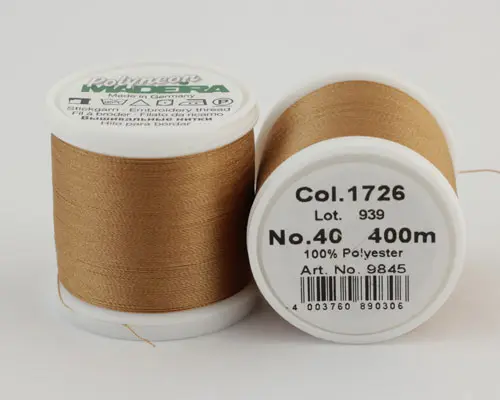 Polyneon
MADEIRA
Made in Germany
Stickgarn - Embroidery thread
Fil à broder - Filato da ricamo
Вышивальные нитки
Hilo para bordar
Col.1726
Lot. 939
No.40 400m
100% Polyester
Art. No. 9845
4 003760 890306